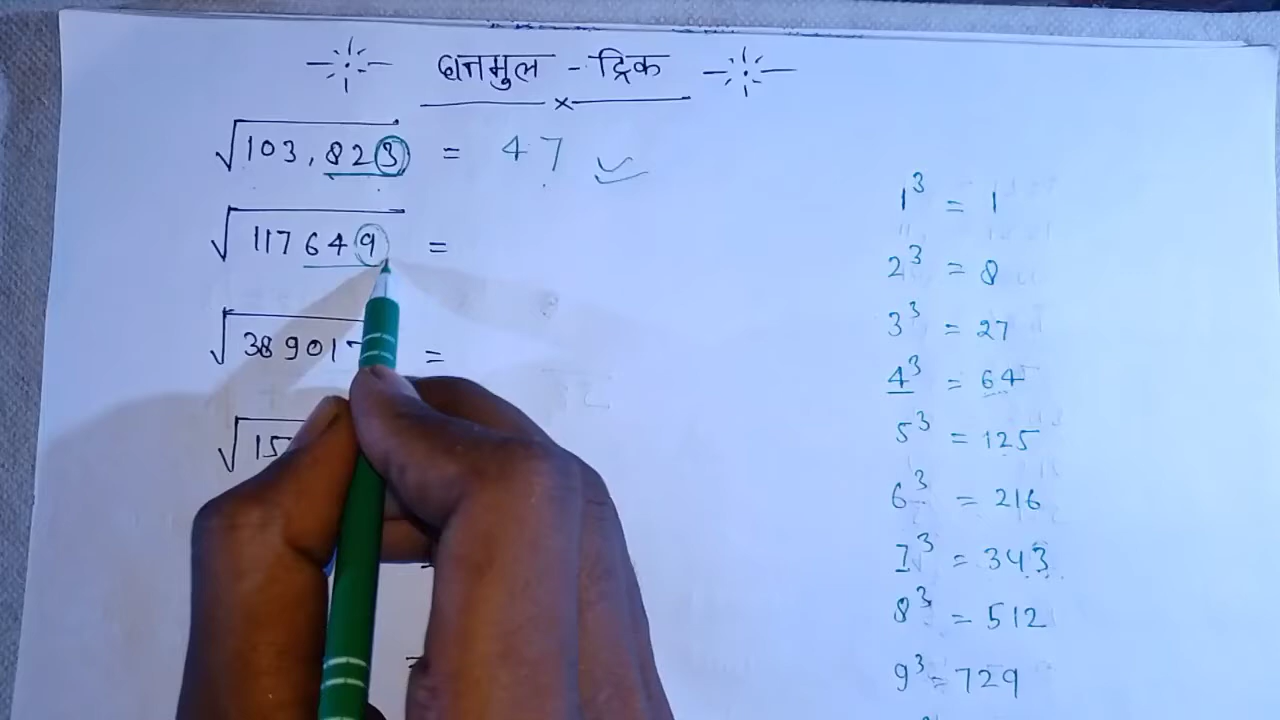 घनमुल - ट्रिक
√103,823 = 47
√117649 =
√38901 =
√15
1³ = 1
2³ = 8
3³ = 27
4³ = 64
5³ = 125
6³ = 216
7³ = 343
8³ = 512
9³ = 729